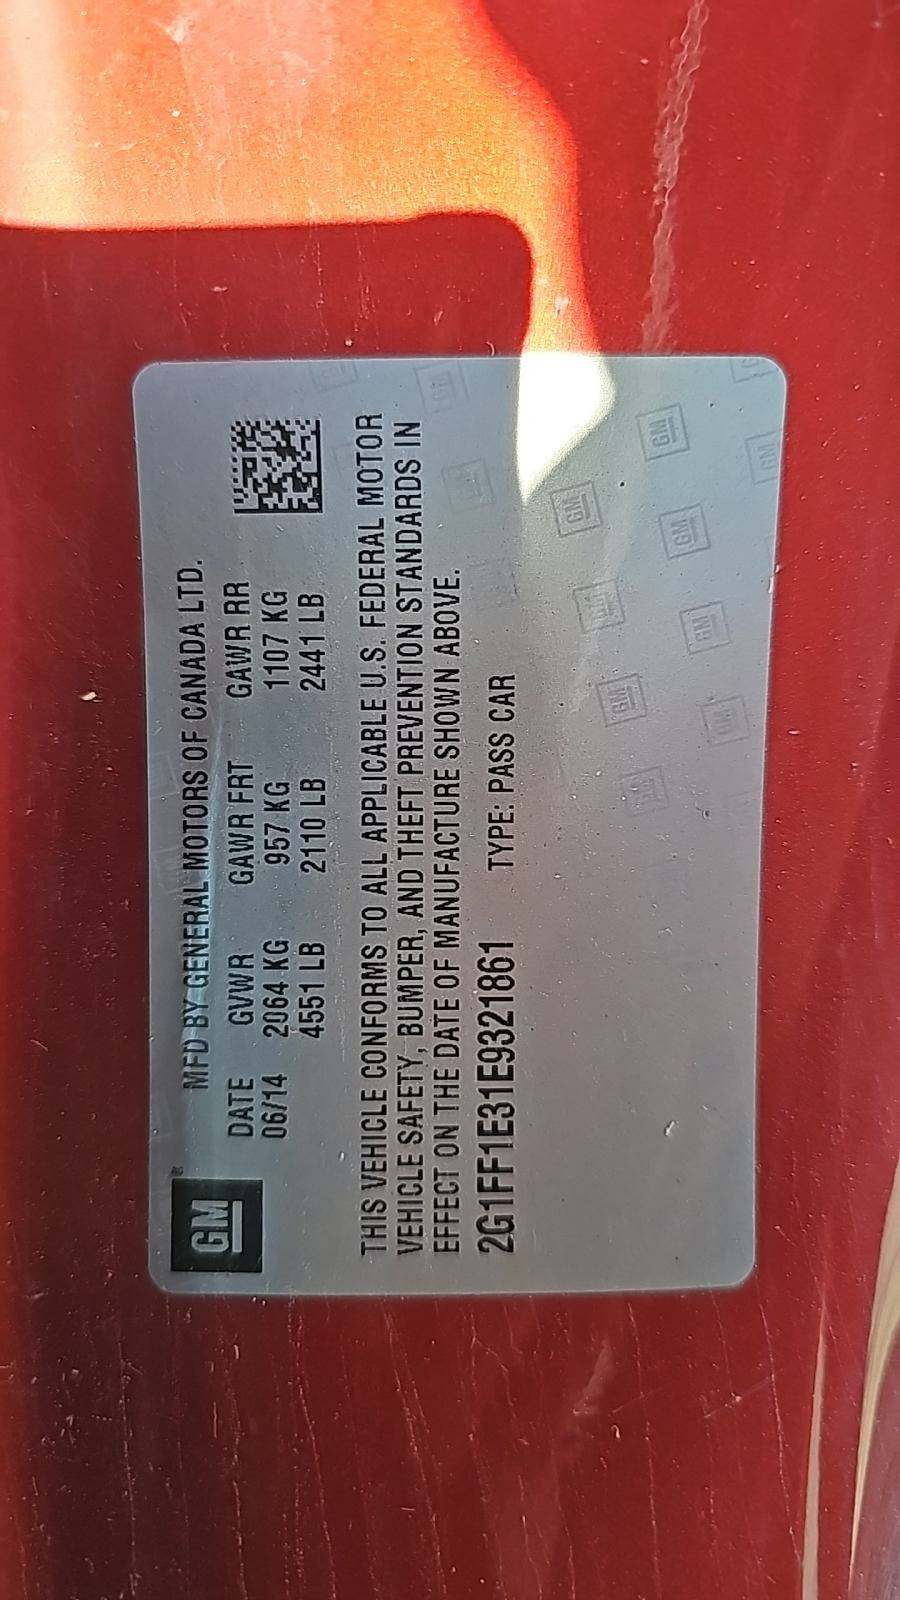 GM®
MFD BY GENERAL MOTORS OF CANADA LTD.
DATE GVWR GAWR FRT GAWR RR
06/14 2064 KG 957 KG 1107 KG
4551 LB 2110 LB 2441 LB
THIS VEHICLE CONFORMS TO ALL APPLICABLE U.S. FEDERAL MOTOR
VEHICLE SAFETY, BUMPER, AND THEFT PREVENTION STANDARDS IN
EFFECT ON THE DATE OF MANUFACTURE SHOWN ABOVE.
2G1FF1E31E9321861 TYPE: PASS CAR